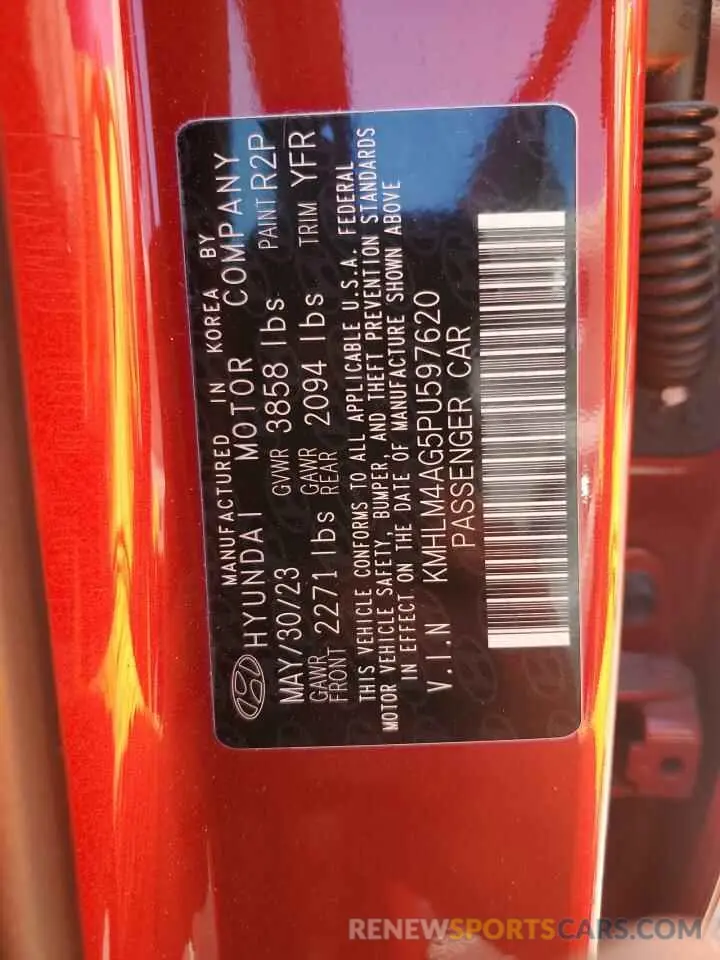 MANUFACTURED IN KOREA BY
HYUNDAI MOTOR COMPANY
MAY/30/23 GVWR 3858 lbs PAINT R2P
GAWR FRONT 2271 lbs GAWR REAR 2094 lbs TRIM YFR
THIS VEHICLE CONFORMS TO ALL APPLICABLE U.S.A. FEDERAL
MOTOR VEHICLE SAFETY, BUMPER, AND THEFT PREVENTION STANDARDS
IN EFFECT ON THE DATE OF MANUFACTURE SHOWN ABOVE
V.I.N KMHLM4AG5PU597620
PASSENGER CAR
RENEWSPORTSCARS.COM